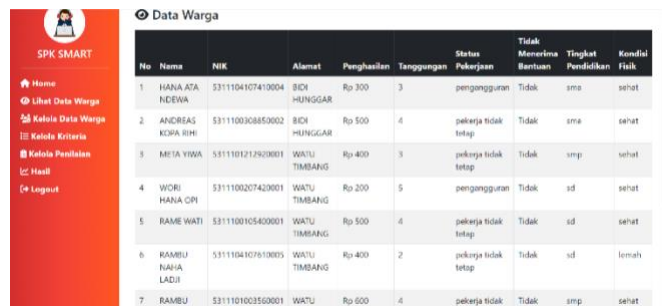 Data Warga
SPK SMART
Home
Lihat Data Warga
Kelola Data Warga
Kelola Kriteria
Kelola Penilaian
Hasil
Logout
No Nama NIK Alamat Penghasilan Tanggungan Status Pekerjaan Tidak Menerima Bantuan Tingkat Pendidikan Kondisi Fisik
1 HANA ATA NDEWA 5311104107410004 BIDI HUNGGAR Rp 300 3 pengangguran Tidak sma sehat
2 ANDREAS KOPA RIHI 5311100308850002 BIDI HUNGGAR Rp 500 4 pekerja tidak tetap Tidak sma sehat
3 META YIWA 5311101212920001 WATU TIMBANG Rp 400 3 pekerja tidak tetap Tidak smp sehat
4 WORI HANA OPI 5311100207420001 WATU TIMBANG Rp 200 5 pengangguran Tidak sd sehat
5 RAME WATI 5311100105400001 WATU TIMBANG Rp 500 4 pekerja tidak tetap Tidak sd sehat
6 RAMBU NAHA LADJI 5311104107610005 WATU TIMBANG Rp 400 2 pekerja tidak tetap Tidak sd lemah
7 RAMBU 5311101003560001 WATU Rp 600 4 pekerja tidak Tidak smp sehat